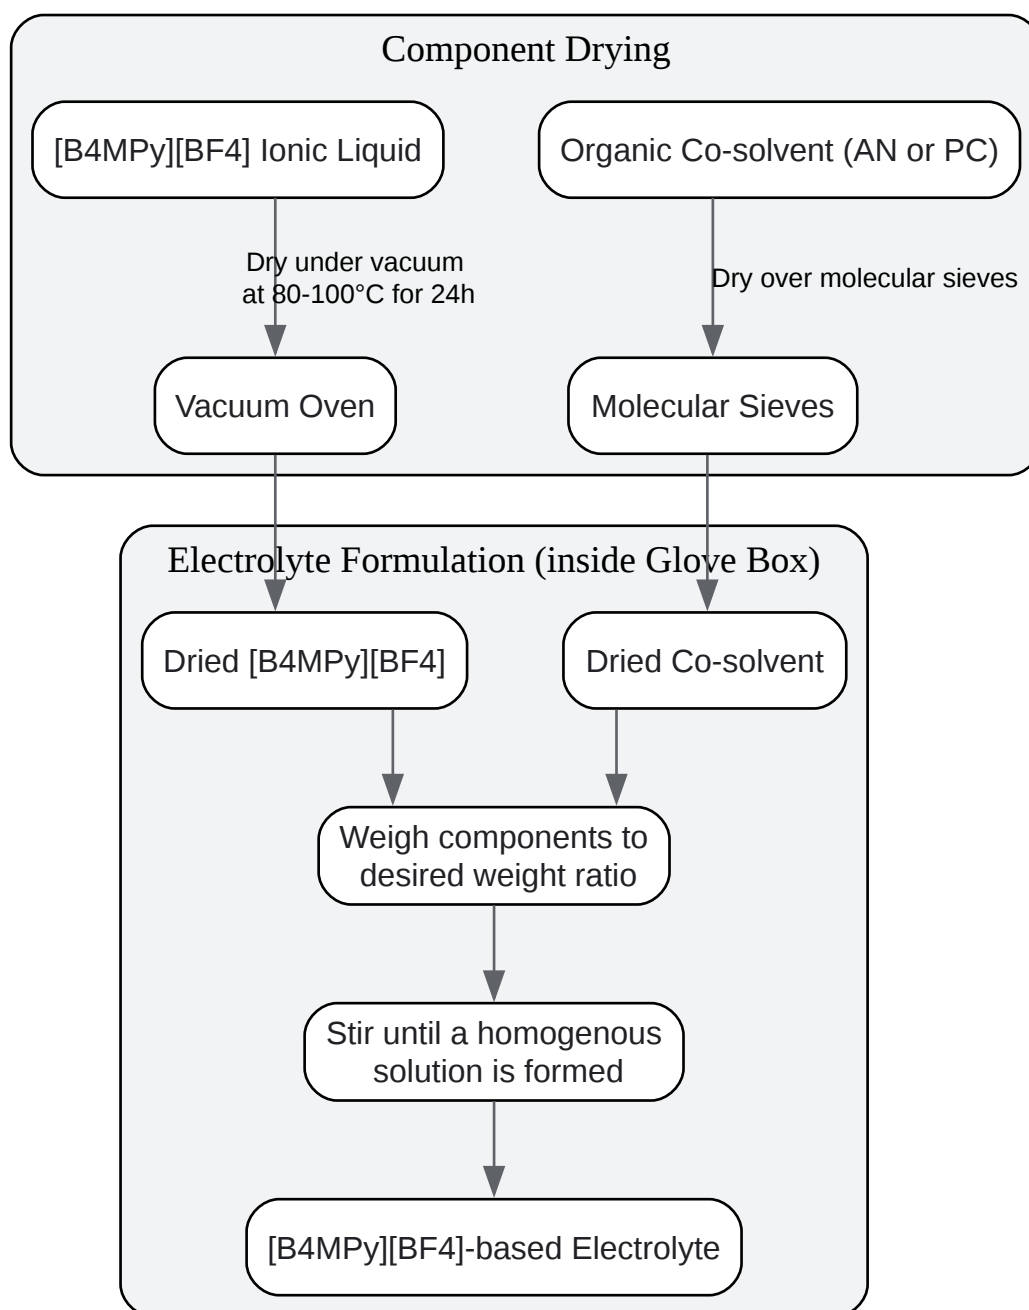 Component Drying
[B4MPy][BF4] Ionic Liquid
Organic Co-solvent (AN or PC)
Dry under vacuum
at 80-100°C for 24h
Dry over molecular sieves
Vacuum Oven
Molecular Sieves
Electrolyte Formulation (inside Glove Box)
Dried [B4MPy][BF4]
Dried Co-solvent
Weigh components to
desired weight ratio
Stir until a homogenous
solution is formed
[B4MPy][BF4]-based Electrolyte